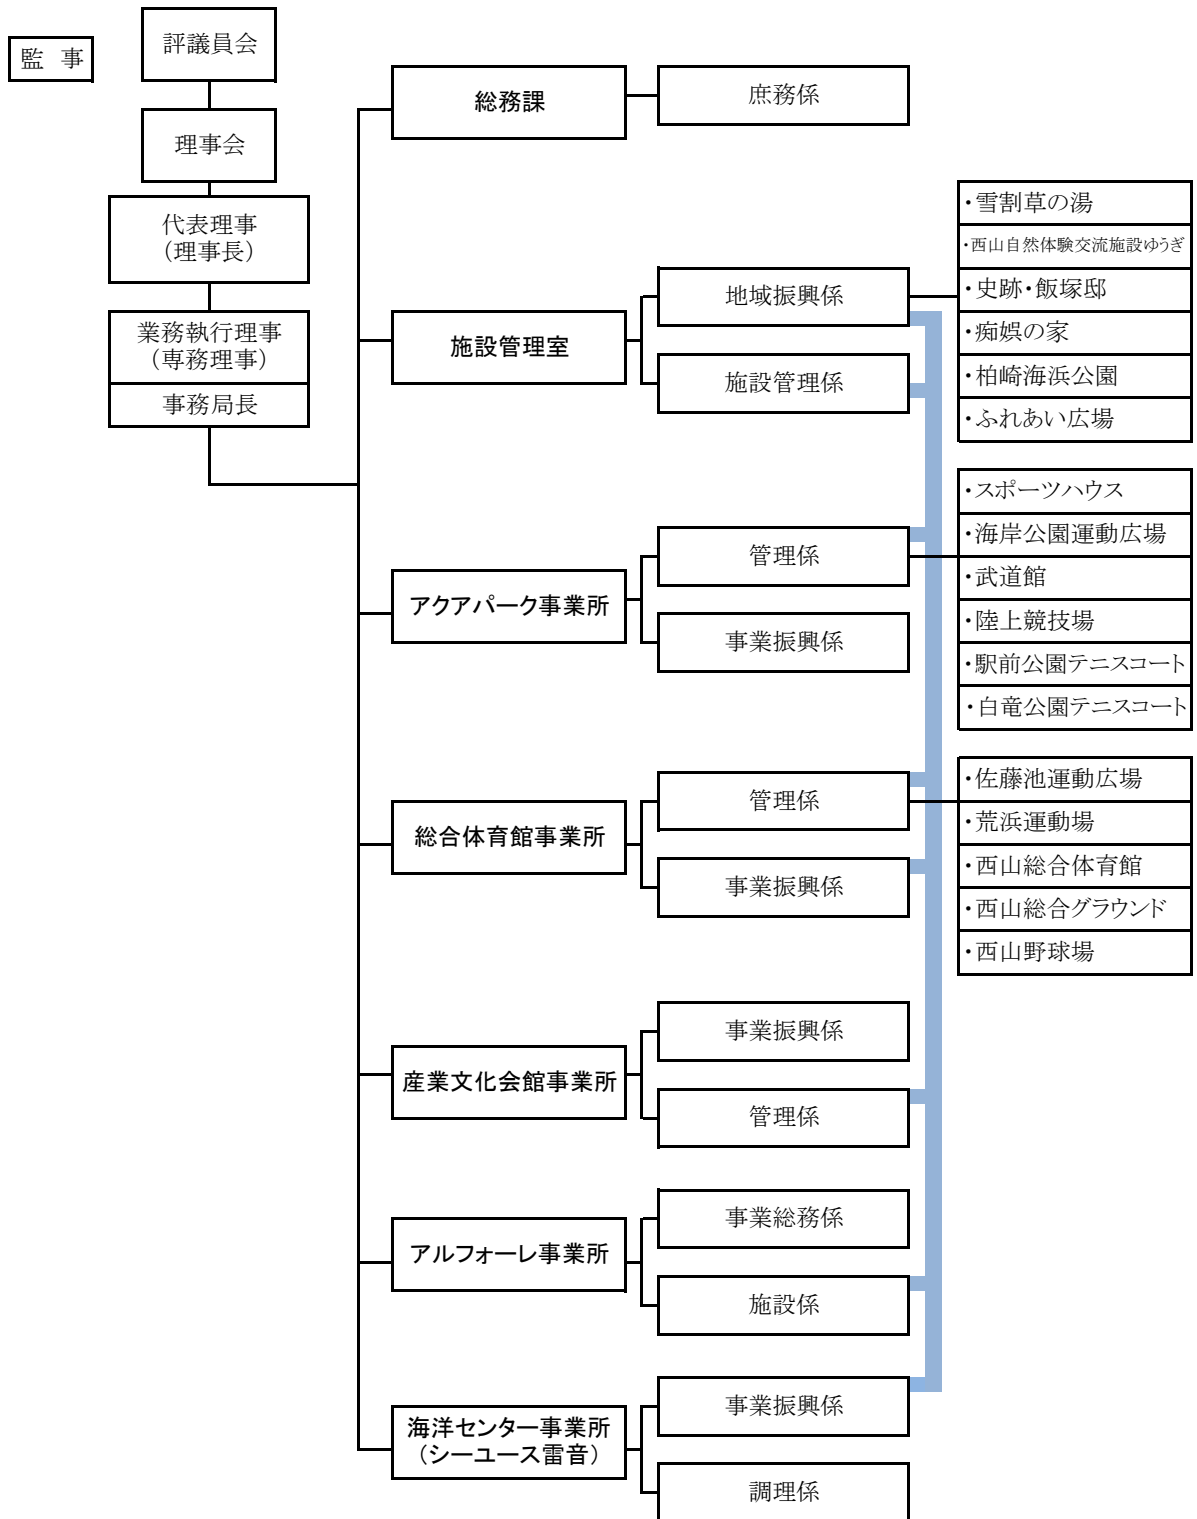 監 事
評議員会
理事会
代表理事
（理事長）
業務執行理事
（専務理事）
事務局長
総務課
庶務係
施設管理室
地域振興係
施設管理係
・雪割草の湯
・西山自然体験交流施設ゆうぎ
・史跡・飯塚邸
・痴娯の家
・柏崎海浜公園
・ふれあい広場
アクアパーク事業所
管理係
事業振興係
・スポーツハウス
・海岸公園運動広場
・武道館
・陸上競技場
・駅前公園テニスコート
・白竜公園テニスコート
総合体育館事業所
管理係
事業振興係
・佐藤池運動広場
・荒浜運動場
・西山総合体育館
・西山総合グラウンド
・西山野球場
産業文化会館事業所
事業振興係
管理係
アルフォーレ事業所
事業総務係
施設係
海洋センター事業所
（シーユース雷音）
事業振興係
調理係